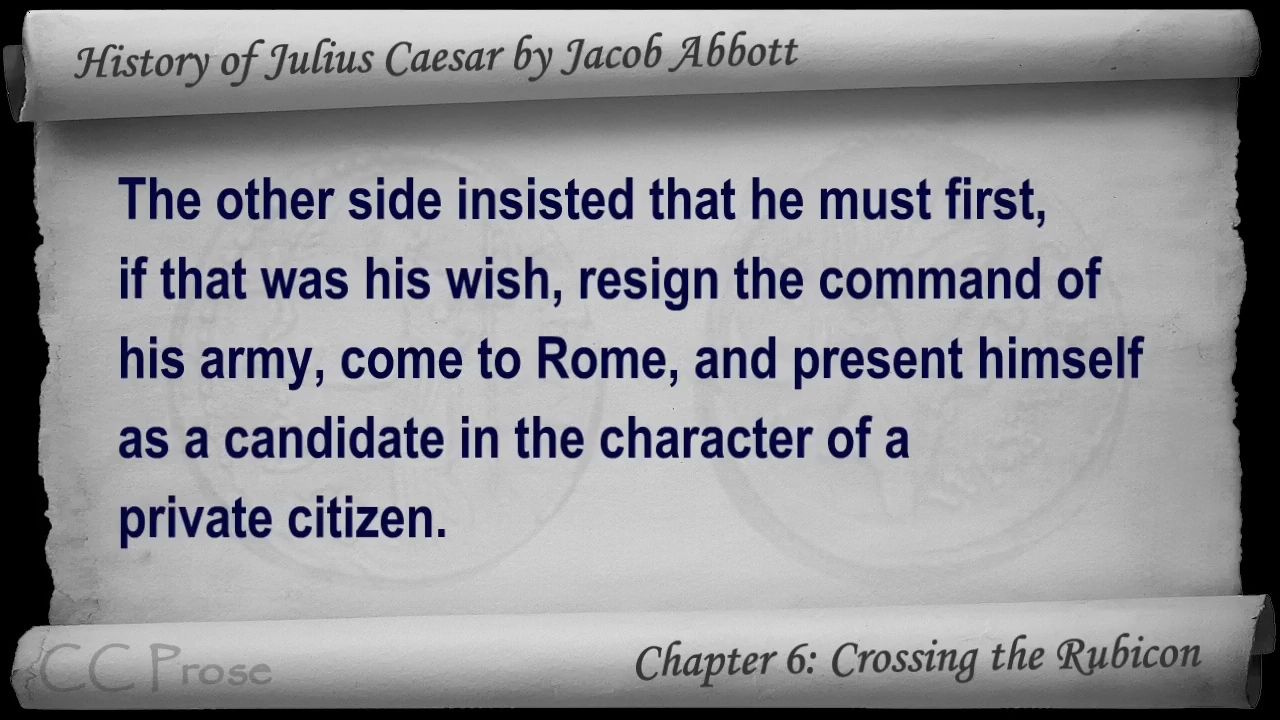 History of Julius Caesar by Jacob Abbott
The other side insisted that he must first,
if that was his wish, resign the command of
his army, come to Rome, and present himself
as a candidate in the character of a
private citizen.
CC Prose
Chapter 6: Crossing the Rubicon